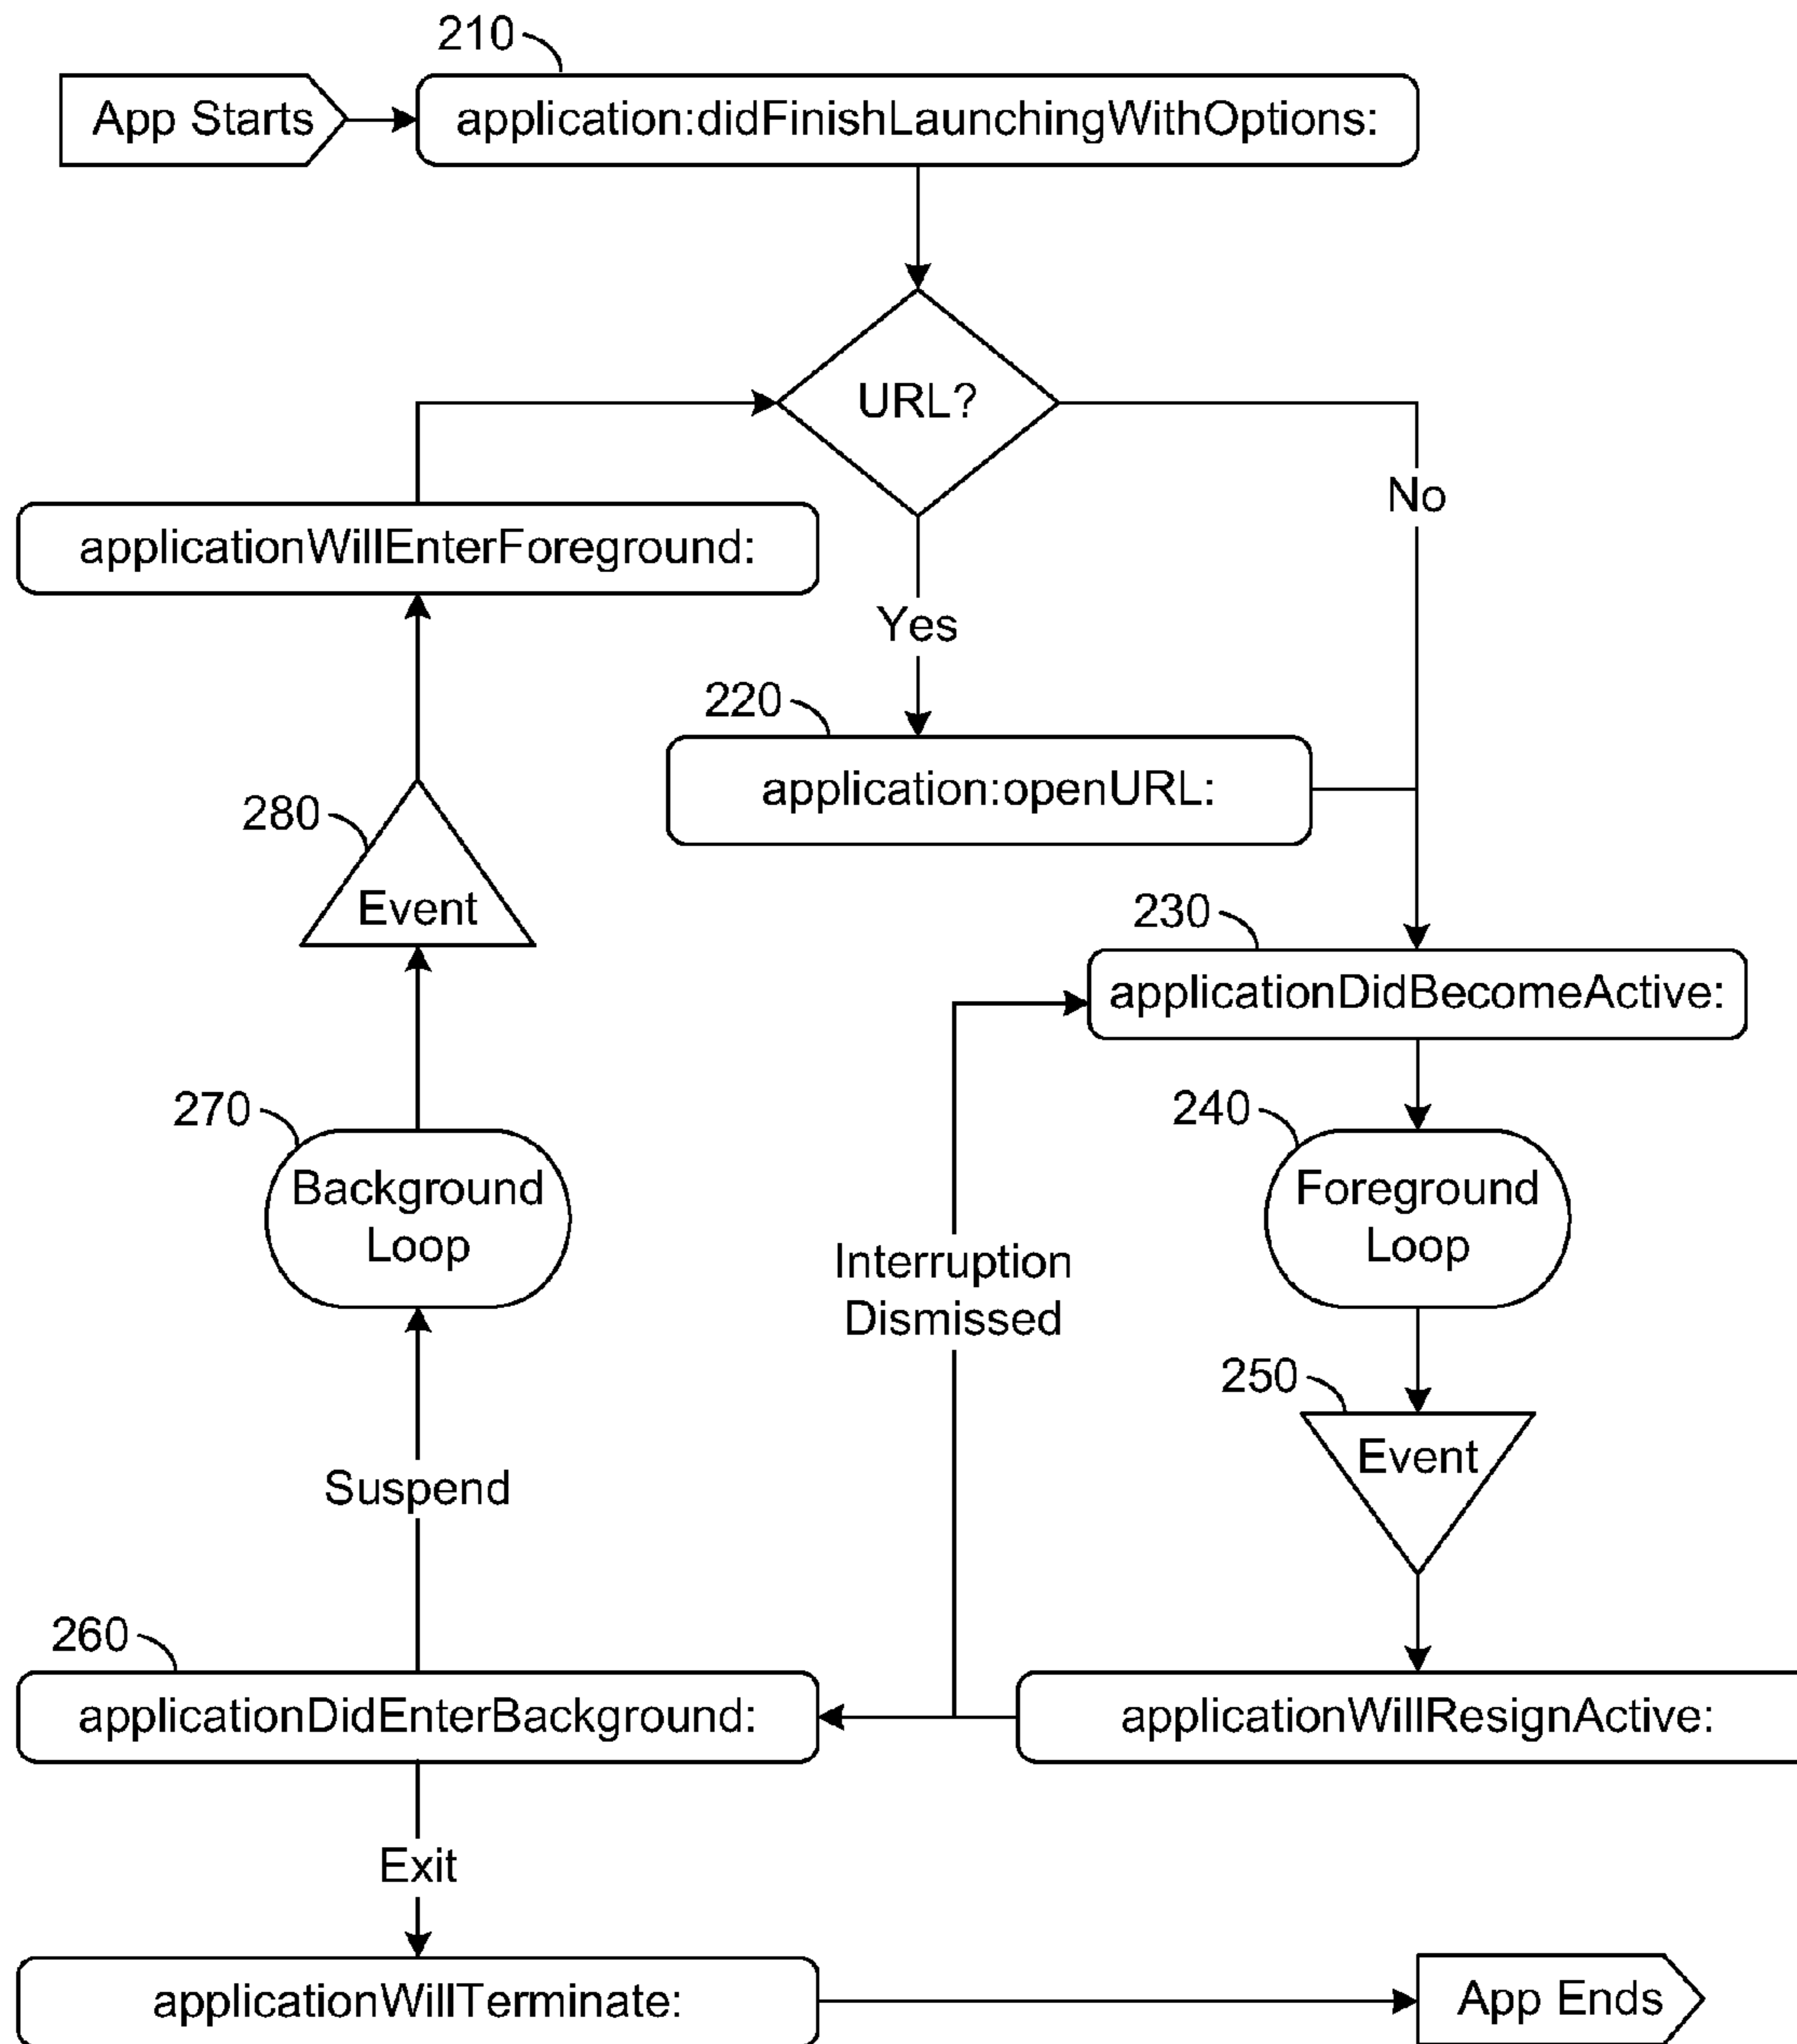 210
App Starts
application:didFinishLaunchingWithOptions:
URL?
No
applicationWillEnterForeground:
Yes
220
application:openURL:
280
Event
230
applicationDidBecomeActive:
270
240
Background
Loop
Foreground
Loop
Interruption
Dismissed
250
Event
Suspend
260
applicationDidEnterBackground:
applicationWillResignActive:
Exit
applicationWillTerminate:
App Ends